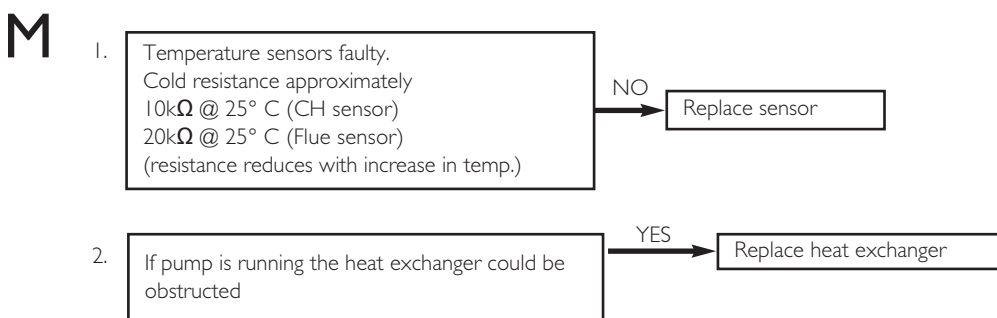 M
1.
Temperature sensors faulty.
Cold resistance approximately
10kΩ @ 25° C (CH sensor)
20kΩ @ 25° C (Flue sensor)
(resistance reduces with increase in temp.)
NO
Replace sensor
2.
If pump is running the heat exchanger could be
obstructed
YES
Replace heat exchanger